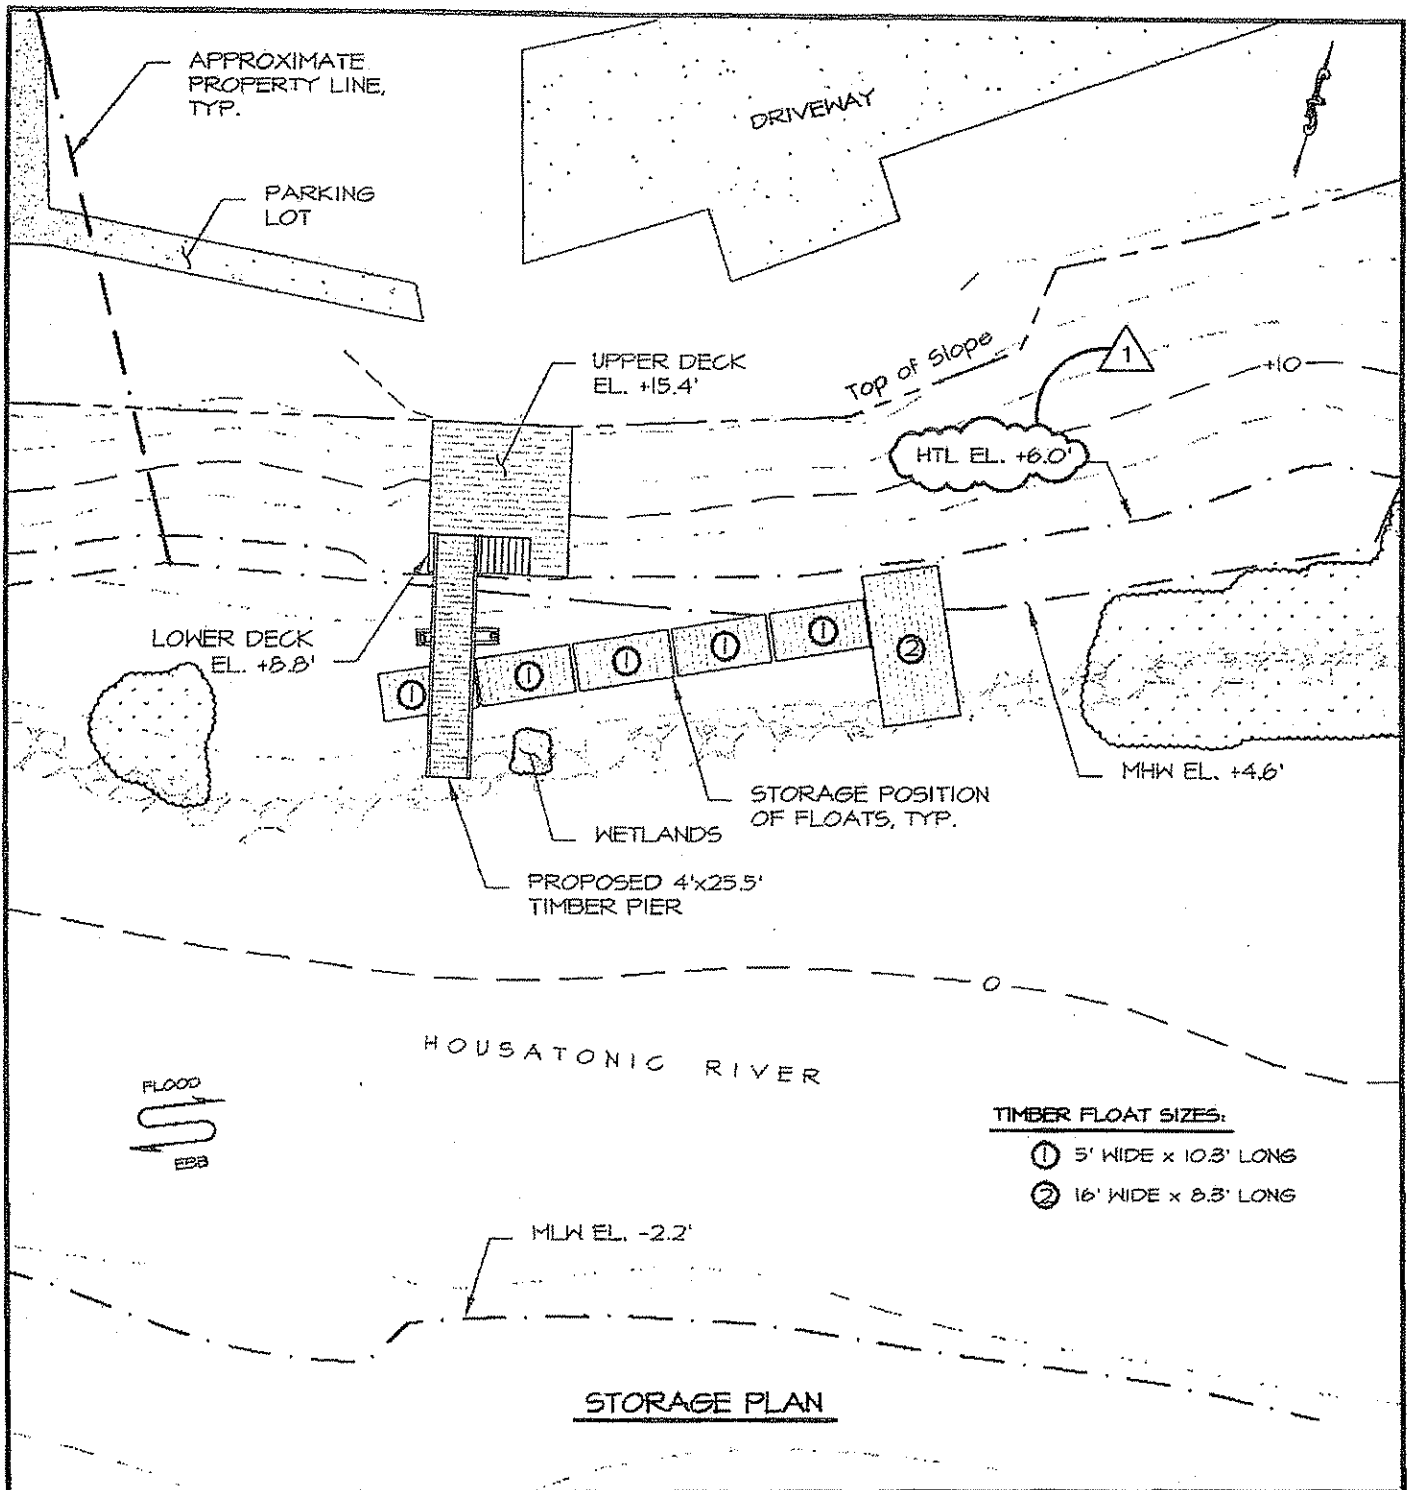 APPROXIMATE
PROPERTY LINE,
TYP.
DRIVEWAY
PARKING
LOT
UPPER DECK
EL. +15.4'
Top of Slope
1
+10
HTL EL. +6.0'
LOWER DECK
EL. +8.8'
1
1
1
1
1
2
MHW EL. +4.6'
STORAGE POSITION
OF FLOATS, TYP.
WETLANDS
PROPOSED 4'x25.5'
TIMBER PIER
0
HOUSATONIC RIVER
FLOOD
EBB
TIMBER FLOAT SIZES:
1 5' WIDE x 10.3' LONG
2 16' WIDE x 8.3' LONG
MLW EL. -2.2'
STORAGE PLAN